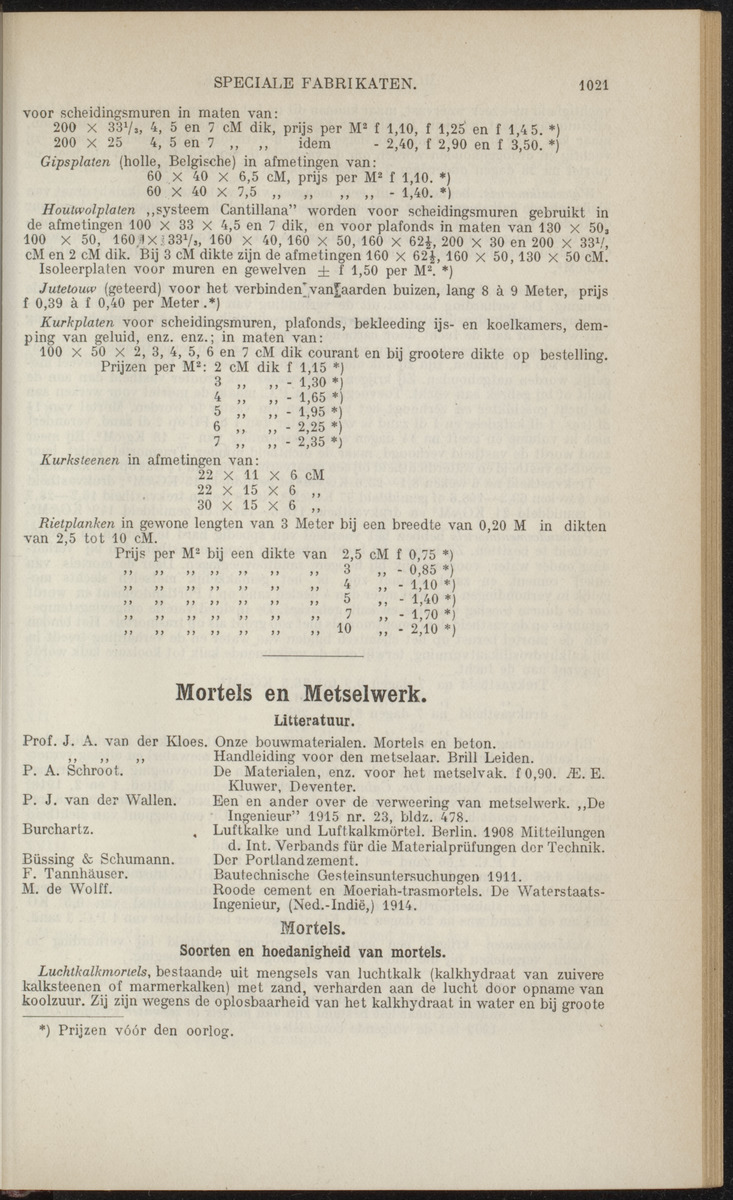 SPECIALE FABRIKATEN. 1021
voor scheidingsmuren in maten van:
200 × 33¹/₃, 4, 5 en 7 cM dik, prijs per M² f 1,10, f 1,25 en f 1,45. *)
200 × 25 4, 5 en 7 ,, ,, idem - 2,40, f 2,90 en f 3,50. *)
Gipsplaten (holle, Belgische) in afmetingen van:
60 × 40 × 6,5 cM, prijs per M² f 1,10. *)
60 × 40 × 7,5 ,, ,, ,, ,, - 1,40. *)
Houtwolplaten ,,systeem Cantillana” worden voor scheidingsmuren gebruikt in
de afmetingen 100 × 33 × 4,5 en 7 dik, en voor plafonds in maten van 130 × 50,
100 × 50, 160 × 33¹/₃, 160 × 40, 160 × 50, 160 × 62½, 200 × 30 en 200 × 33¹/,
cM en 2 cM dik. Bij 3 cM dikte zijn de afmetingen 160 × 62½, 160 × 50, 130 × 50 cM.
Isoleerplaten voor muren en gewelven ± f 1,50 per M². *)
Jutetouw (geteerd) voor het verbinden van aarden buizen, lang 8 à 9 Meter, prijs
f 0,39 à f 0,40 per Meter.*)
Kurkplaten voor scheidingsmuren, plafonds, bekleeding ijs- en koelkamers, dem-
ping van geluid, enz. enz.; in maten van:
100 × 50 × 2, 3, 4, 5, 6 en 7 cM dik courant en bij grootere dikte op bestelling.
Prijzen per M²: 2 cM dik f 1,15 *)
3 ,, ,, - 1,30 *)
4 ,, ,, - 1,65 *)
5 ,, ,, - 1,95 *)
6 ,, ,, - 2,25 *)
7 ,, ,, - 2,35 *)
Kurksteenen in afmetingen van:
22 × 11 × 6 cM
22 × 15 × 6 ,,
30 × 15 × 6 ,,
Rietplanken in gewone lengten van 3 Meter bij een breedte van 0,20 M in dikten
van 2,5 tot 10 cM.
Prijs per M² bij een dikte van 2,5 cM f 0,75 *)
,, ,, ,, ,, ,, ,, ,, 3 ,, - 0,85 *)
,, ,, ,, ,, ,, ,, ,, 4 ,, - 1,10 *)
,, ,, ,, ,, ,, ,, ,, 5 ,, - 1,40 *)
,, ,, ,, ,, ,, ,, ,, 7 ,, - 1,70 *)
,, ,, ,, ,, ,, ,, ,, 10 ,, - 2,10 *)
Mortels en Metselwerk.
Litteratuur.
Prof. J. A. van der Kloes. Onze bouwmaterialen. Mortels en beton.
,, ,, ,, Handleiding voor den metselaar. Brill Leiden.
P. A. Schroot. De Materialen, enz. voor het metselvak. f 0,90. Æ. E.
Kluwer, Deventer.
P. J. van der Wallen. Een en ander over de verweering van metselwerk. ,,De
Ingenieur” 1915 nr. 23, bldz. 478.
Burchartz. Luftkalke und Luftkalkmörtel. Berlin. 1908 Mitteilungen
d. Int. Verbands für die Materialprüfungen der Technik.
Büssing & Schumann. Der Portlandzement.
F. Tannhäuser. Bautechnische Gesteinsuntersuchungen 1911.
M. de Wolff. Roode cement en Moeriah-trasmortels. De Waterstaats-
Ingenieur, (Ned.-Indië,) 1914.
Mortels.
Soorten en hoedanigheid van mortels.
Luchtkalkmortels, bestaande uit mengsels van luchtkalk (kalkhydraat van zuivere
kalksteenen of marmerkalken) met zand, verharden aan de lucht door opname van
koolzuur. Zij zijn wegens de oplosbaarheid van het kalkhydraat in water en bij groote
*) Prijzen vóór den oorlog.